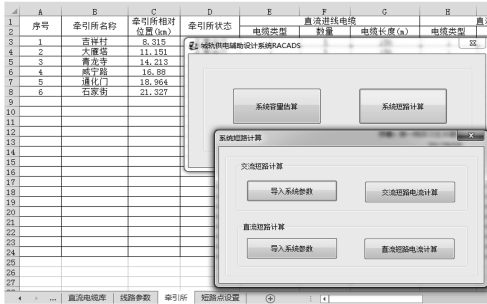 A B C D E F G H
1 序号 牵引所名称 牵引所相对位置(km) 牵引所状态 直流进线电缆 直
2 电缆类型 数量 电缆长度(m) 电缆类型
3 1 吉祥村 8.315
4 2 大雁塔 11.151
5 3 青龙寺 14.213
6 4 咸宁路 16.88
7 5 通化门 18.964
8 6 石家街 21.327
9
10
11
12
13
14
15
16
17
18
19
20
21
22
23
24
25
26
27
城轨供电辅助设计系统RACADS
系统容量估算 系统短路计算
系统短路计算
交流短路计算
导入系统参数 交流短路电流计算
直流短路计算
导入系统参数 直流短路电流计算
... 直流电缆库 线路参数 牵引所 短路点设置